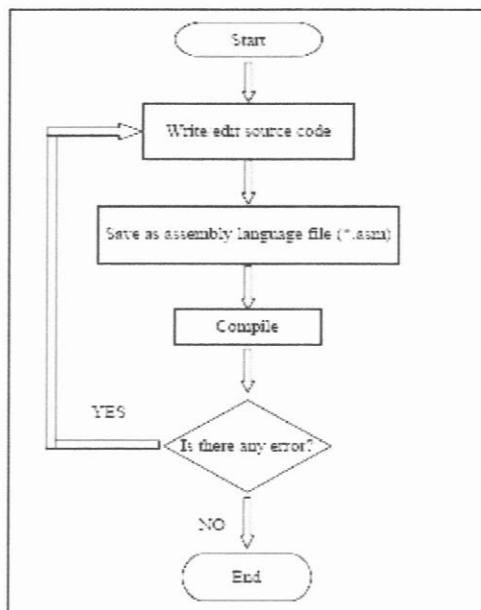 Start
Write edit source code
Save as assembly language file (*.asm)
Compile
YES
Is there any error?
NO
End